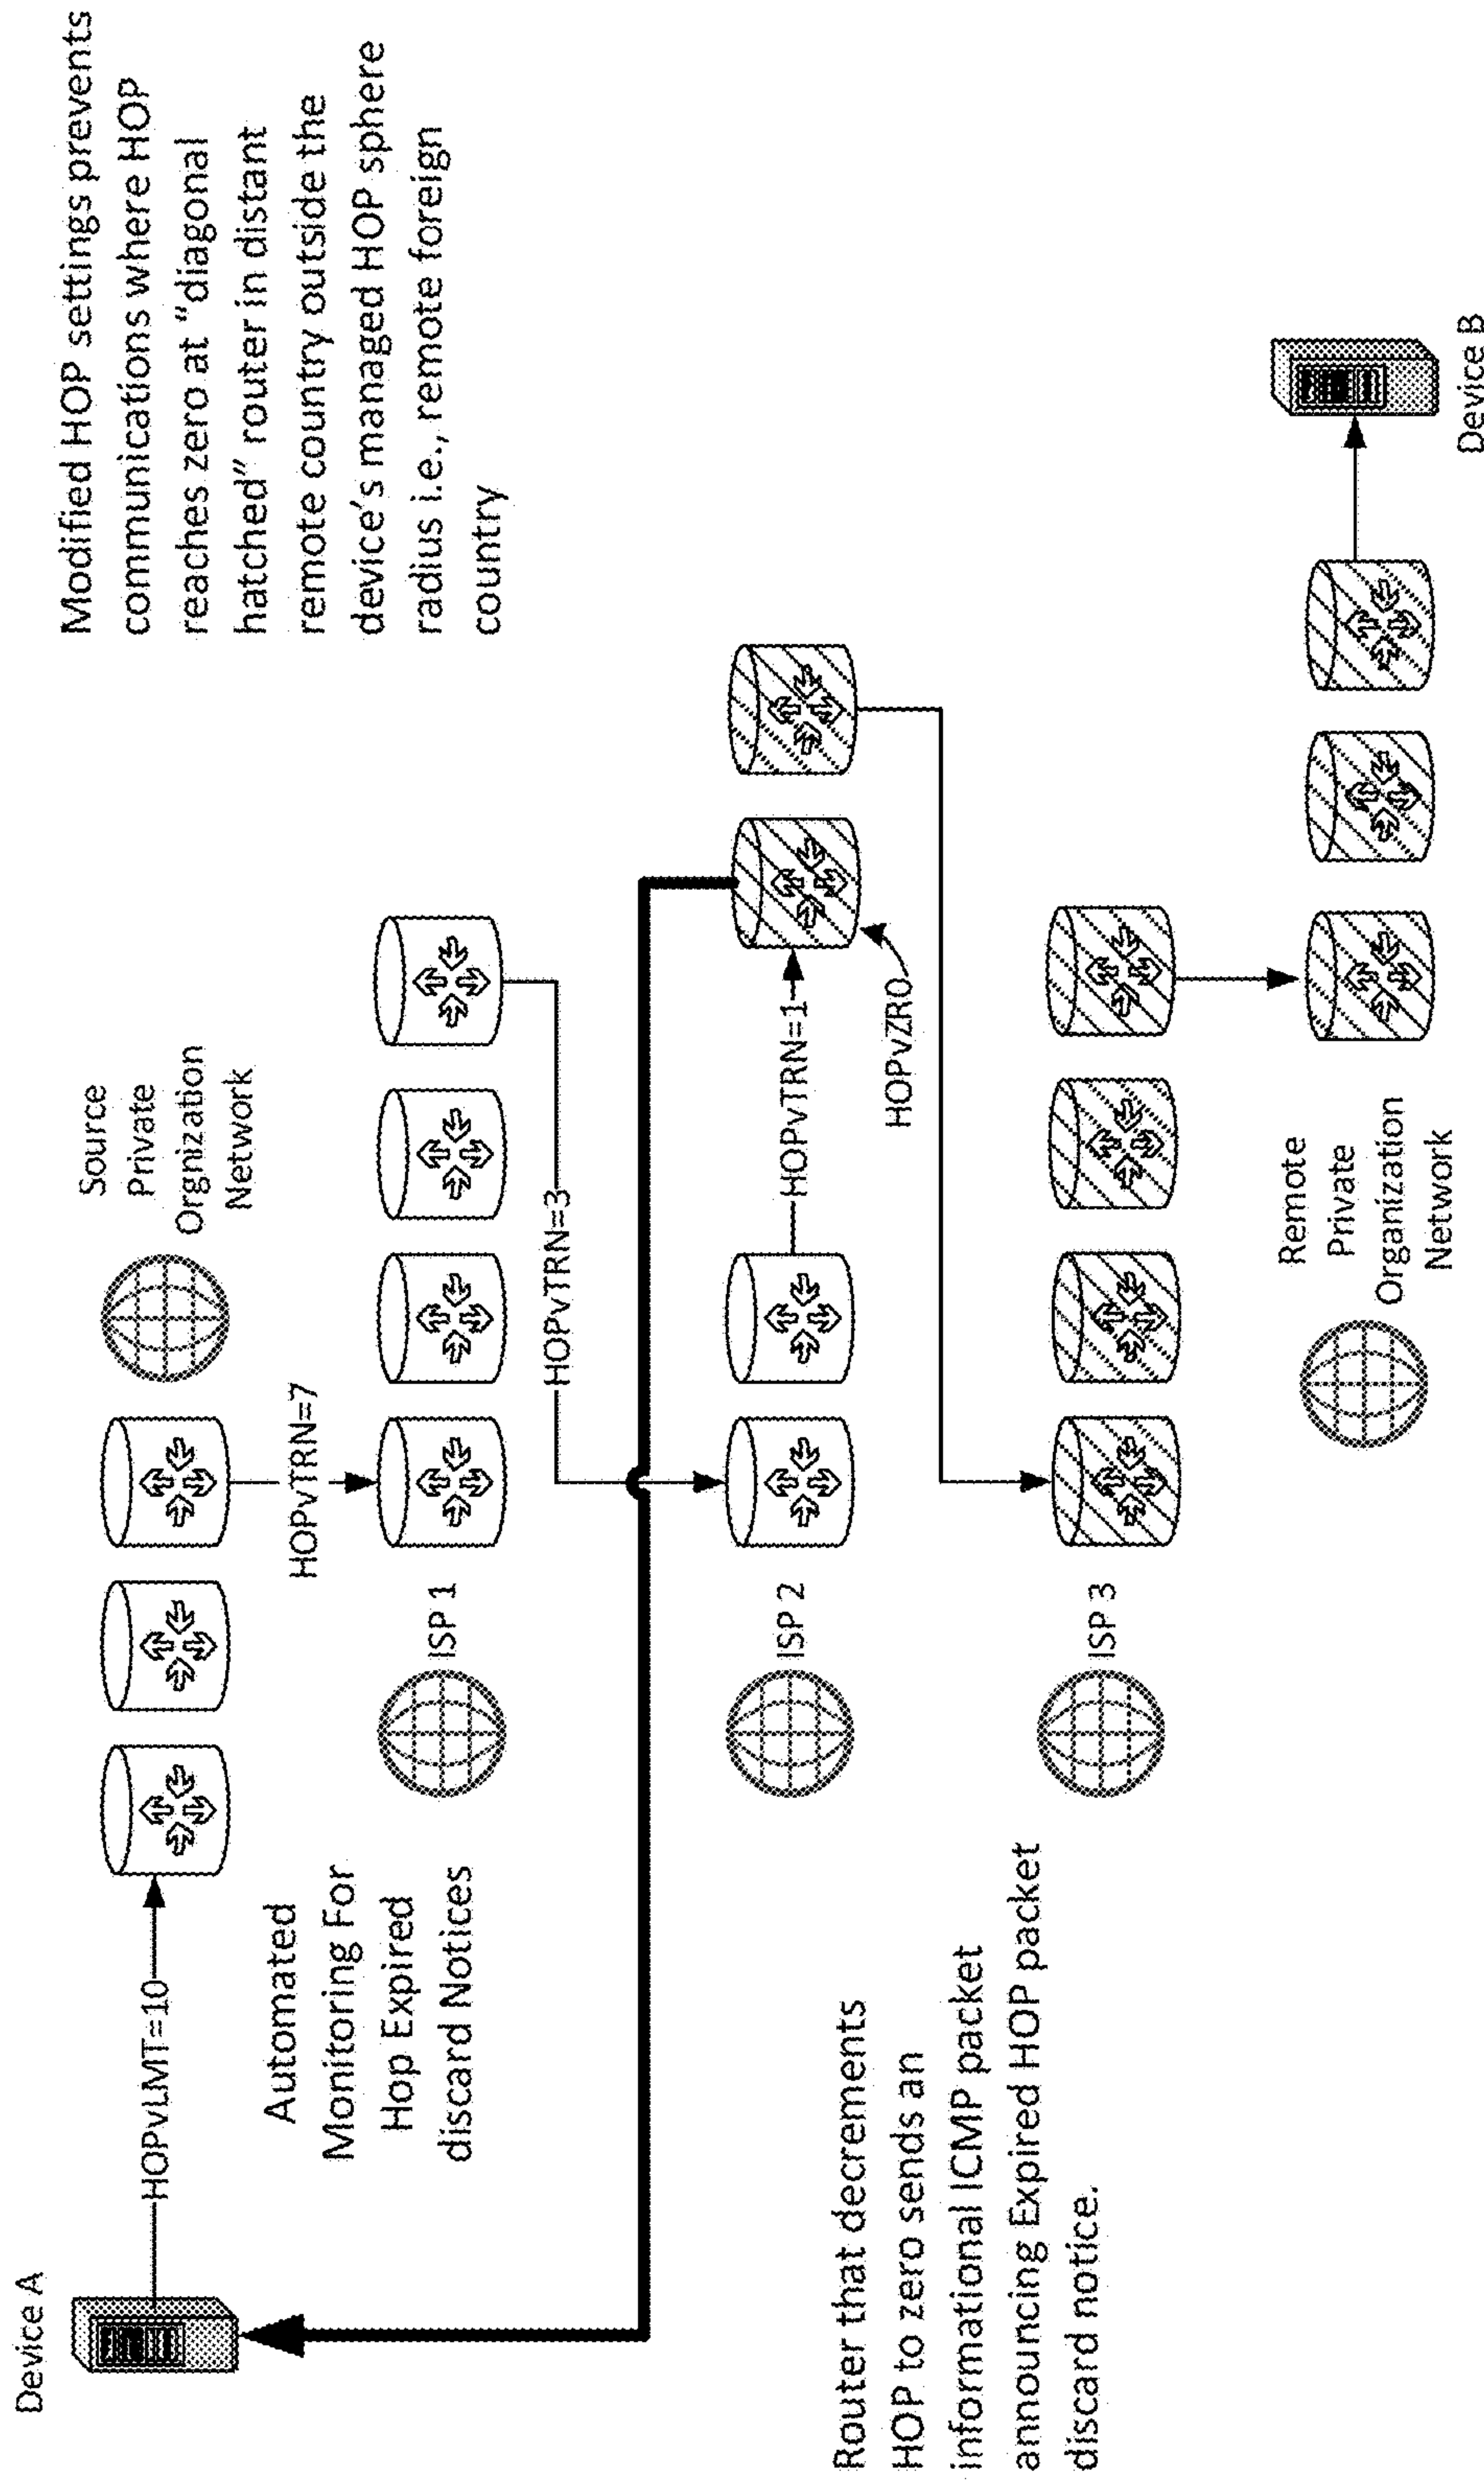 Device A
HOPvLMT=10
Source
Private
Orgnization
Network
Modified HOP settings prevents
communications where HOP
reaches zero at "diagonal
hatched" router in distant
remote country outside the
device's managed HOP sphere
radius i.e., remote foreign
country
Automated
Monitoring For
Hop Expired
discard Notices
HOPvTRN=7
ISP 1
HOPvTRN=3
ISP 2
HOPvTRN=1
HOPvZRO
Router that decrements
HOP to zero sends an
informational ICMP packet
announcing Expired HOP packet
discard notice.
ISP 3
Remote
Private
Organization
Network
Device B